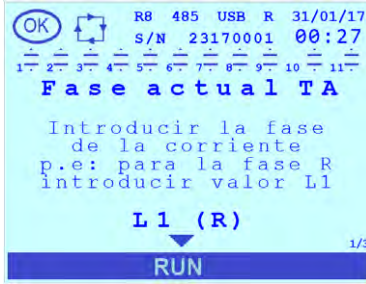 OK R8 485 USB R 31/01/17
S/N 23170001 00:27
1 2 3 4 5 6 7 8 9 10 11
Fase actual TA
Introducir la fase
de la corriente
p.e: para la fase R
introducir valor L1
L1 (R)
1/3
RUN